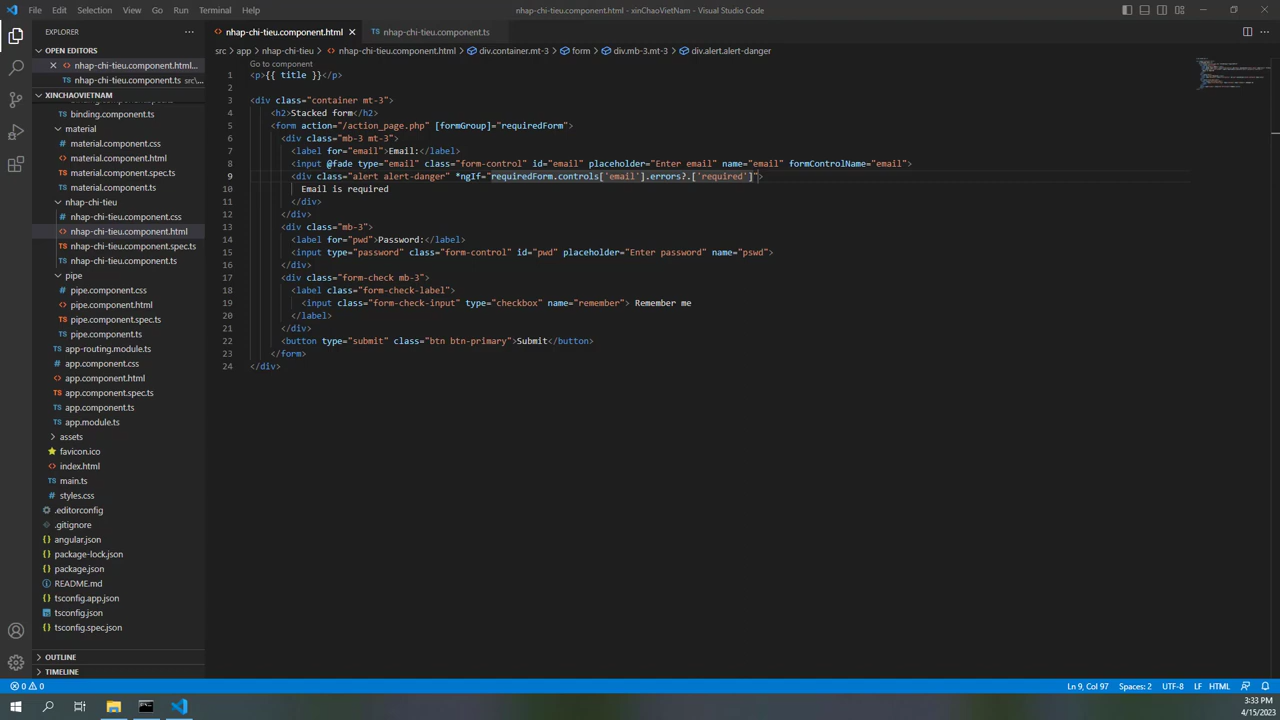 File Edit Selection View Go Run Terminal Help
nhap-chi-tieu.component.html - xinChaoVietNam - Visual Studio Code
EXPLORER
OPEN EDITORS
nhap-chi-tieu.component.html...
nhap-chi-tieu.component.ts src\...
XINCHAOVIETNAM
binding.component.ts
material
material.component.css
material.component.html
material.component.spec.ts
material.component.ts
nhap-chi-tieu
nhap-chi-tieu.component.css
nhap-chi-tieu.component.html
nhap-chi-tieu.component.spec.ts
nhap-chi-tieu.component.ts
pipe
pipe.component.css
pipe.component.html
pipe.component.spec.ts
pipe.component.ts
app-routing.module.ts
app.component.css
app.component.html
app.component.spec.ts
app.component.ts
app.module.ts
assets
favicon.ico
index.html
main.ts
styles.css
.editorconfig
.gitignore
angular.json
package-lock.json
package.json
README.md
tsconfig.app.json
tsconfig.json
tsconfig.spec.json
OUTLINE
TIMELINE
nhap-chi-tieu.component.html
nhap-chi-tieu.component.ts
src > app > nhap-chi-tieu > nhap-chi-tieu.component.html > div.container.mt-3 > form > div.mb-3.mt-3 > div.alert.alert-danger
Go to component
1 <p>{{ title }}</p>
2
3 <div class="container mt-3">
4 <h2>Stacked form</h2>
5 <form action="/action_page.php" [formGroup]="requiredForm">
6 <div class="mb-3 mt-3">
7 <label for="email">Email:</label>
8 <input @fade type="email" class="form-control" id="email" placeholder="Enter email" name="email" formControlName="email">
9 <div class="alert alert-danger" *ngIf="requiredForm.controls['email'].errors?.['required']">
10 Email is required
11 </div>
12 </div>
13 <div class="mb-3">
14 <label for="pwd">Password:</label>
15 <input type="password" class="form-control" id="pwd" placeholder="Enter password" name="pswd">
16 </div>
17 <div class="form-check mb-3">
18 <label class="form-check-label">
19 <input class="form-check-input" type="checkbox" name="remember"> Remember me
20 </label>
21 </div>
22 <button type="submit" class="btn btn-primary">Submit</button>
23 </form>
24 </div>
0 0
Ln 9, Col 97 Spaces: 2 UTF-8 LF HTML
3:33 PM
4/15/2023